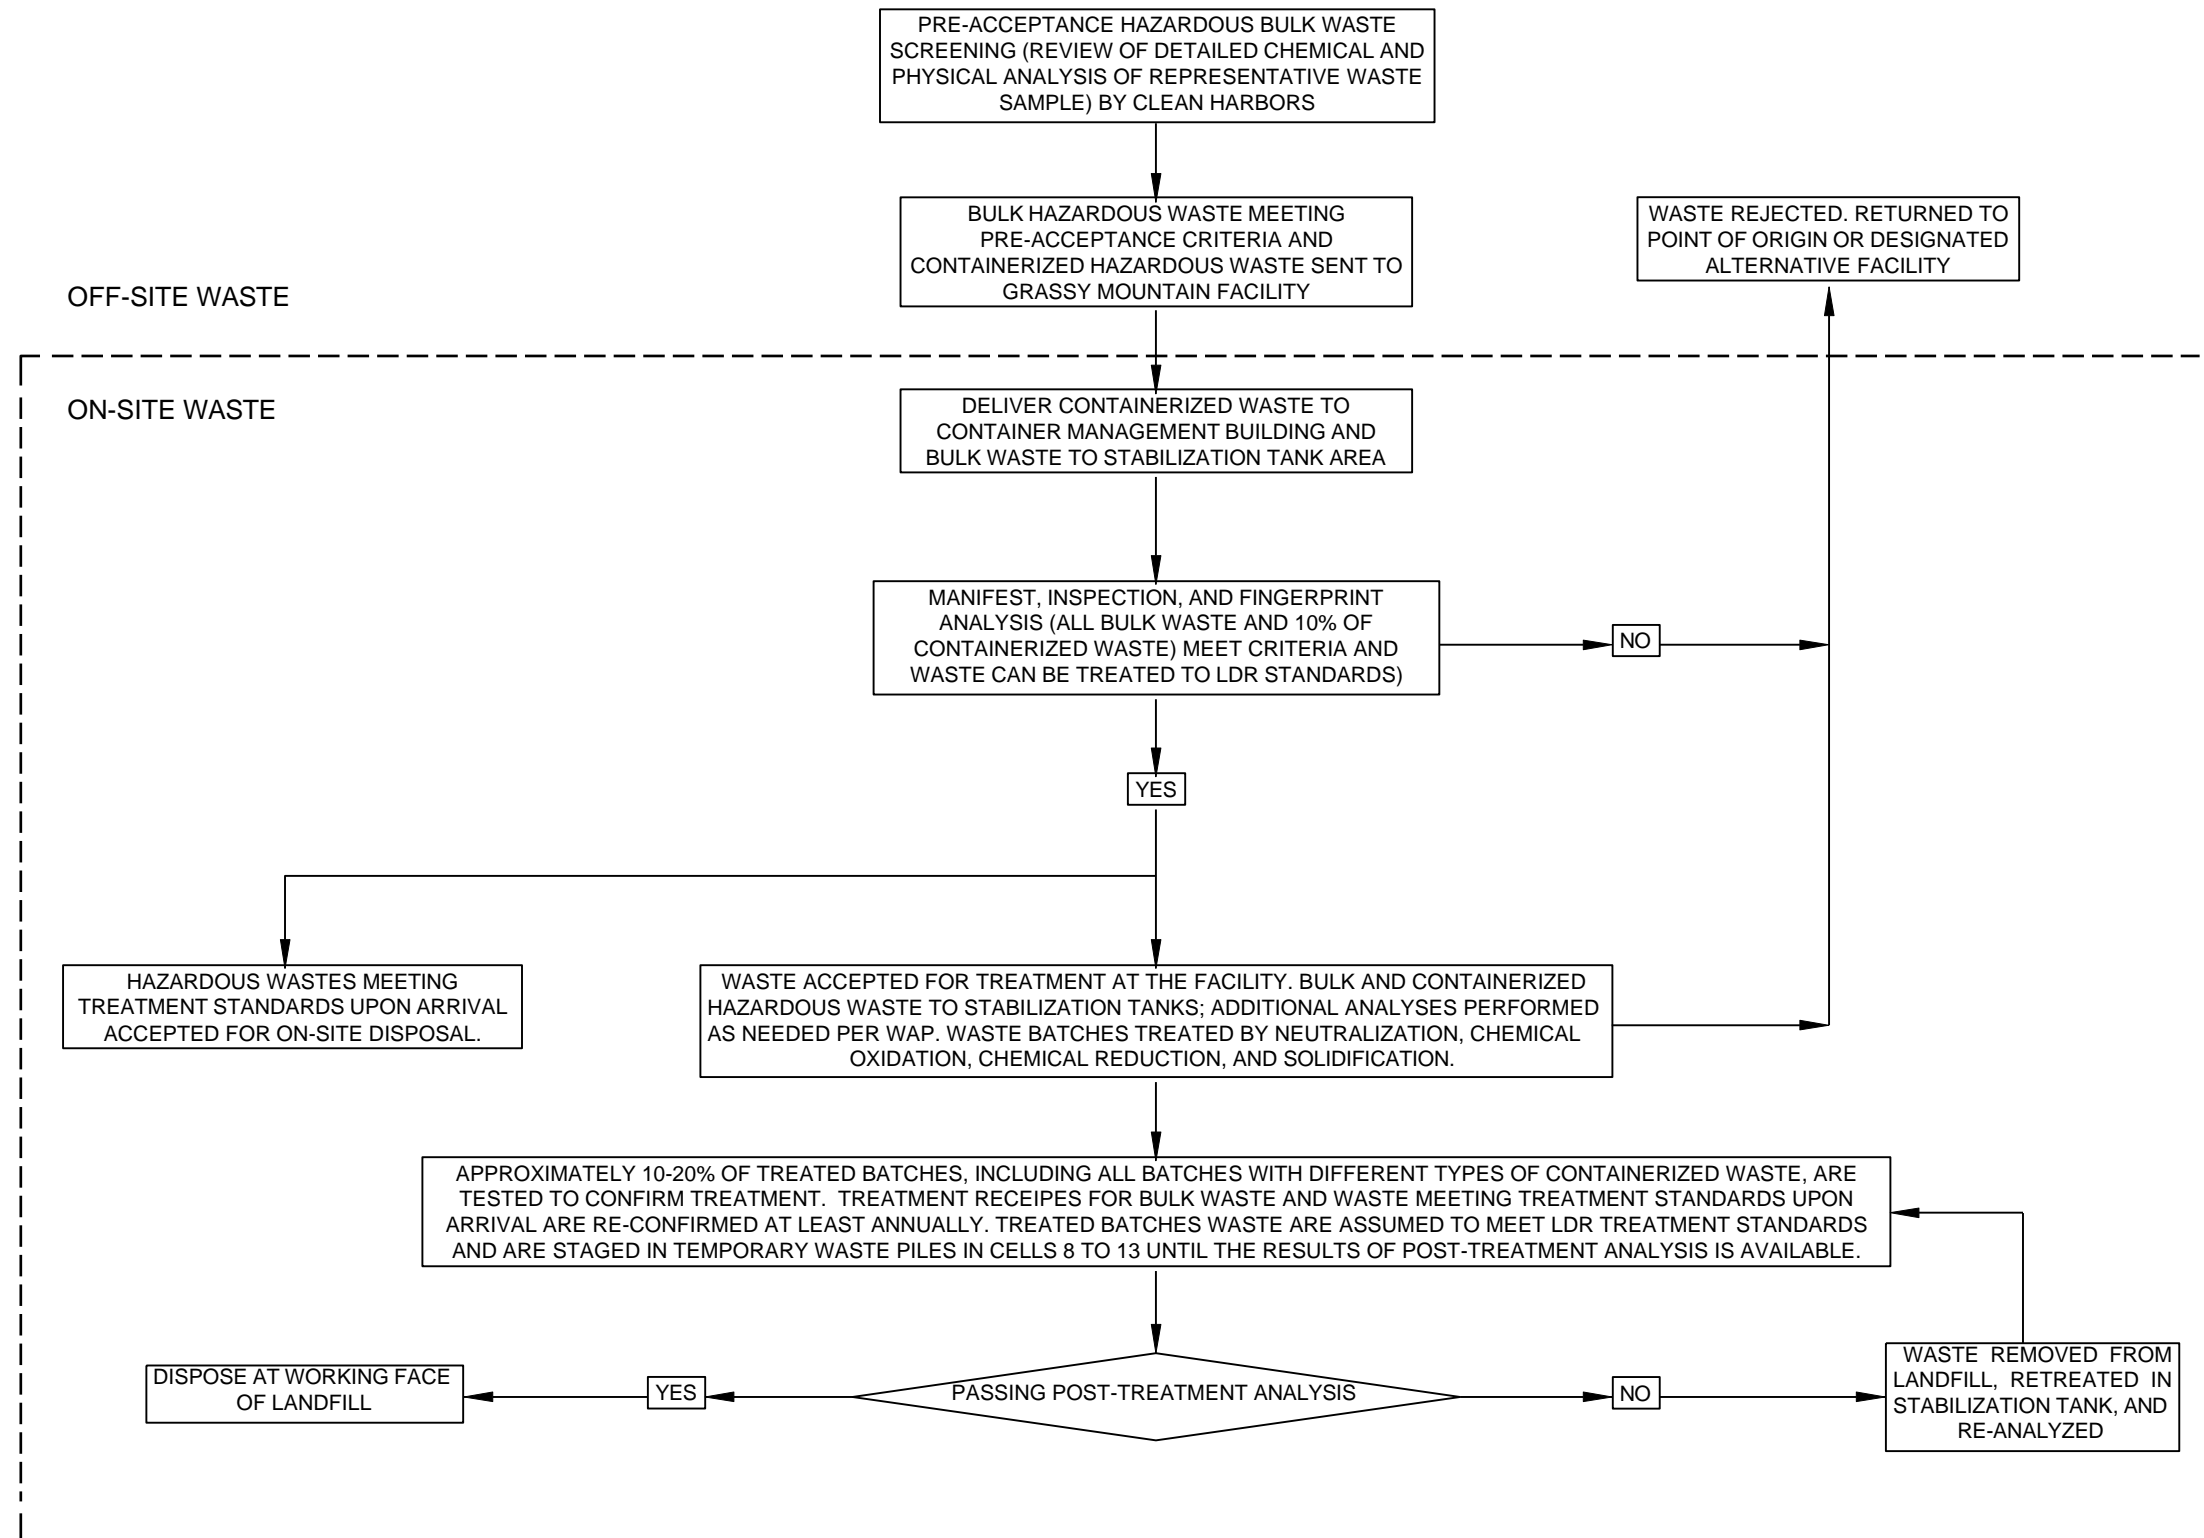 PRE-ACCEPTANCE HAZARDOUS BULK WASTE
SCREENING (REVIEW OF DETAILED CHEMICAL AND
PHYSICAL ANALYSIS OF REPRESENTATIVE WASTE
SAMPLE) BY CLEAN HARBORS
BULK HAZARDOUS WASTE MEETING
PRE-ACCEPTANCE CRITERIA AND
CONTAINERIZED HAZARDOUS WASTE SENT TO
GRASSY MOUNTAIN FACILITY
WASTE REJECTED. RETURNED TO
POINT OF ORIGIN OR DESIGNATED
ALTERNATIVE FACILITY
OFF-SITE WASTE
ON-SITE WASTE
DELIVER CONTAINERIZED WASTE TO
CONTAINER MANAGEMENT BUILDING AND
BULK WASTE TO STABILIZATION TANK AREA
MANIFEST, INSPECTION, AND FINGERPRINT
ANALYSIS (ALL BULK WASTE AND 10% OF
CONTAINERIZED WASTE) MEET CRITERIA AND
WASTE CAN BE TREATED TO LDR STANDARDS)
NO
YES
HAZARDOUS WASTES MEETING
TREATMENT STANDARDS UPON ARRIVAL
ACCEPTED FOR ON-SITE DISPOSAL.
WASTE ACCEPTED FOR TREATMENT AT THE FACILITY. BULK AND CONTAINERIZED
HAZARDOUS WASTE TO STABILIZATION TANKS; ADDITIONAL ANALYSES PERFORMED
AS NEEDED PER WAP. WASTE BATCHES TREATED BY NEUTRALIZATION, CHEMICAL
OXIDATION, CHEMICAL REDUCTION, AND SOLIDIFICATION.
APPROXIMATELY 10-20% OF TREATED BATCHES, INCLUDING ALL BATCHES WITH DIFFERENT TYPES OF CONTAINERIZED WASTE, ARE
TESTED TO CONFIRM TREATMENT. TREATMENT RECEIPES FOR BULK WASTE AND WASTE MEETING TREATMENT STANDARDS UPON
ARRIVAL ARE RE-CONFIRMED AT LEAST ANNUALLY. TREATED BATCHES WASTE ARE ASSUMED TO MEET LDR TREATMENT STANDARDS
AND ARE STAGED IN TEMPORARY WASTE PILES IN CELLS 8 TO 13 UNTIL THE RESULTS OF POST-TREATMENT ANALYSIS IS AVAILABLE.
DISPOSE AT WORKING FACE
OF LANDFILL
YES
PASSING POST-TREATMENT ANALYSIS
NO
WASTE REMOVED FROM
LANDFILL, RETREATED IN
STABILIZATION TANK, AND
RE-ANALYZED